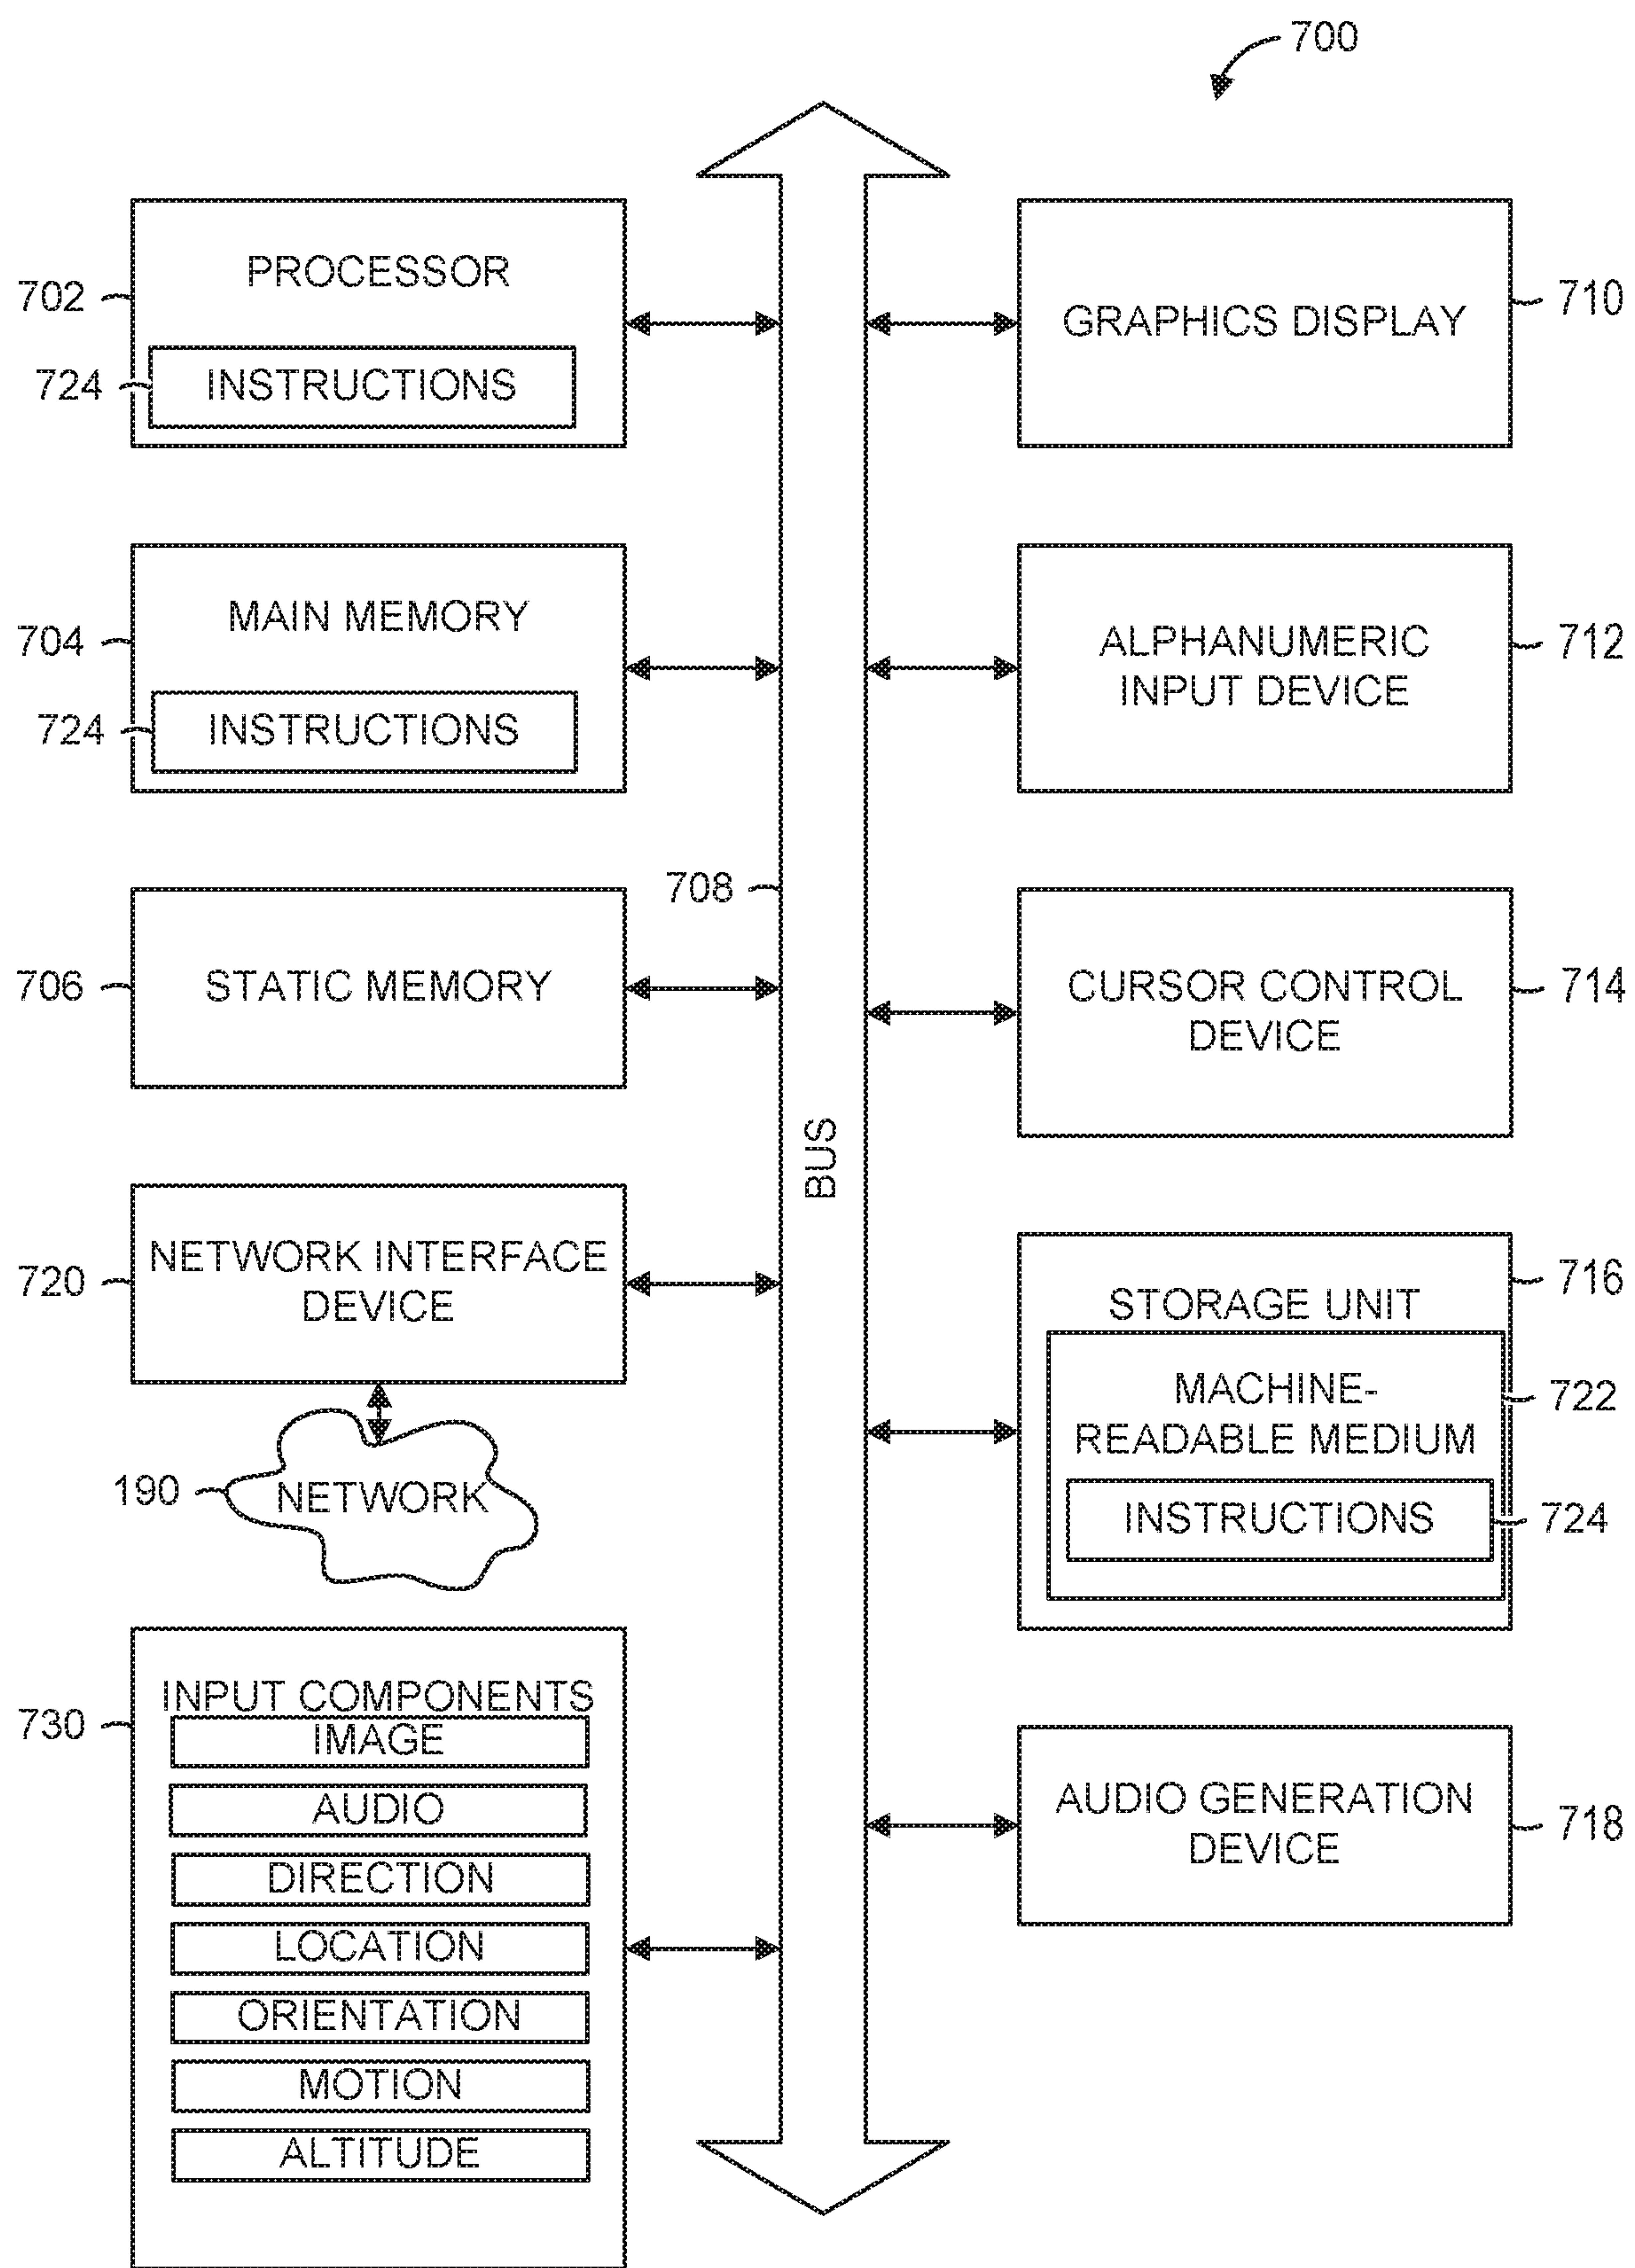 700
PROCESSOR
702
724
INSTRUCTIONS
MAIN MEMORY
704
724
INSTRUCTIONS
708
706
STATIC MEMORY
720
NETWORK INTERFACE
DEVICE
190
NETWORK
730
INPUT COMPONENTS
IMAGE
AUDIO
DIRECTION
LOCATION
ORIENTATION
MOTION
ALTITUDE
BUS
GRAPHICS DISPLAY
710
ALPHANUMERIC
INPUT DEVICE
712
CURSOR CONTROL
DEVICE
714
STORAGE UNIT
716
MACHINE-
READABLE MEDIUM
722
INSTRUCTIONS
724
AUDIO GENERATION
DEVICE
718